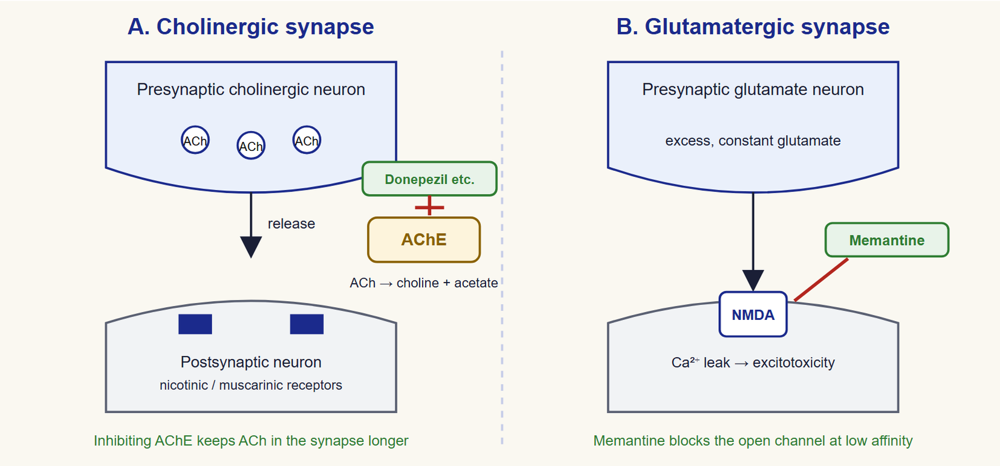 A. Cholinergic synapse
Presynaptic cholinergic neuron
ACh
ACh
ACh
Donepezil etc.
release
AChE
ACh → choline + acetate
Postsynaptic neuron
nicotinic / muscarinic receptors
Inhibiting AChE keeps ACh in the synapse longer
B. Glutamatergic synapse
Presynaptic glutamate neuron
excess, constant glutamate
Memantine
NMDA
Ca²⁺ leak → excitotoxicity
Memantine blocks the open channel at low affinity